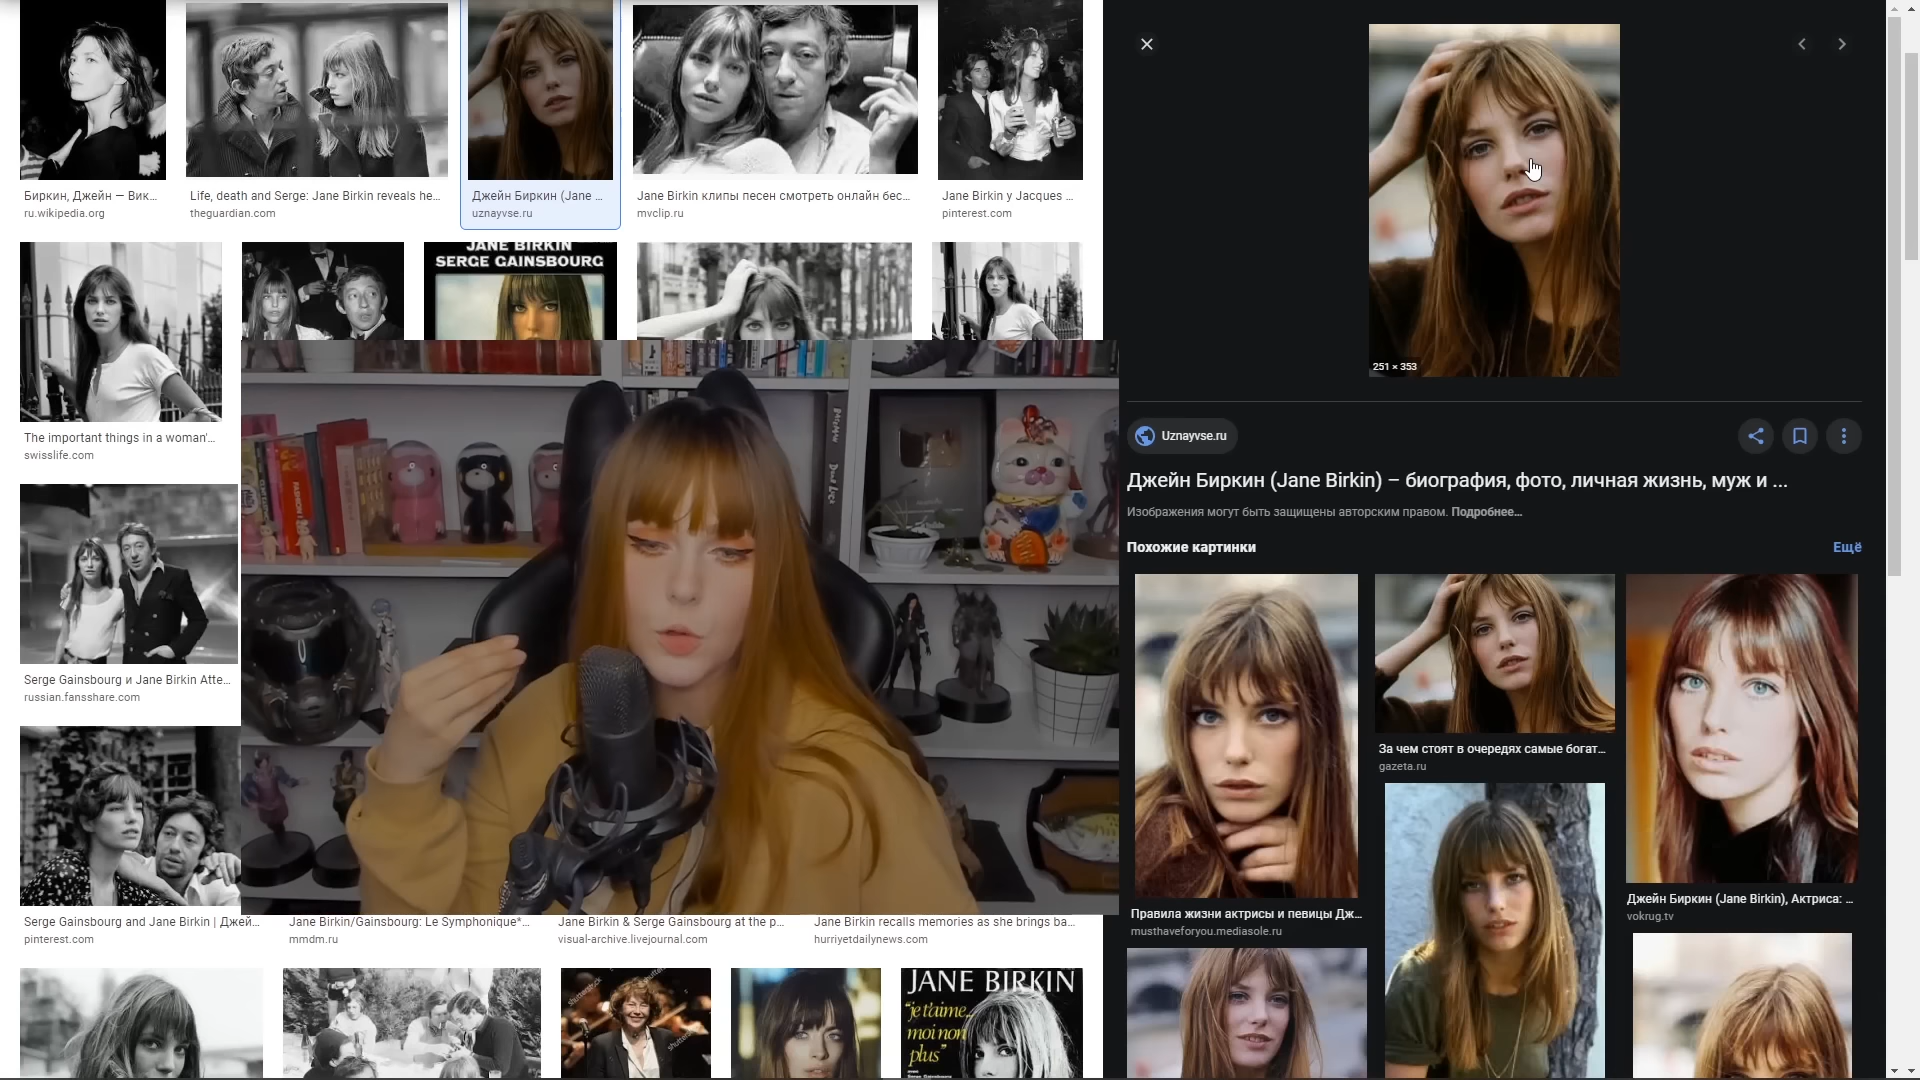 Биркин, Джейн — Вик...
ru.wikipedia.org
Life, death and Serge: Jane Birkin reveals he...
theguardian.com
Джейн Биркин (Jane ...
uznayvse.ru
Jane Birkin клипы песен смотреть онлайн бес...
mvclip.ru
Jane Birkin y Jacques ...
pinterest.com
JANE BIRKIN
SERGE GAINSBOURG
The important things in a woman'...
swisslife.com
Serge Gainsbourg и Jane Birkin Atte...
russian.fansshare.com
BATMAN
Serge Gainsbourg and Jane Birkin | Джей...
pinterest.com
Jane Birkin/Gainsbourg: Le Symphonique*...
mmdm.ru
Jane Birkin & Serge Gainsbourg at the p...
visual-archive.livejournal.com
Jane Birkin recalls memories as she brings ba...
hurriyetdailynews.com
shutterstock
JANE BIRKIN
“je t'aime...
moi non
plus”
251 × 353
Uznayvse.ru
Джейн Биркин (Jane Birkin) – биография, фото, личная жизнь, муж и ...
Изображения могут быть защищены авторским правом. Подробнее...
Похожие картинки
Ещё
За чем стоят в очередях самые богат...
gazeta.ru
Правила жизни актрисы и певицы Дж...
musthaveforyou.mediasole.ru
Джейн Биркин (Jane Birkin), Актриса: ...
vokrug.tv